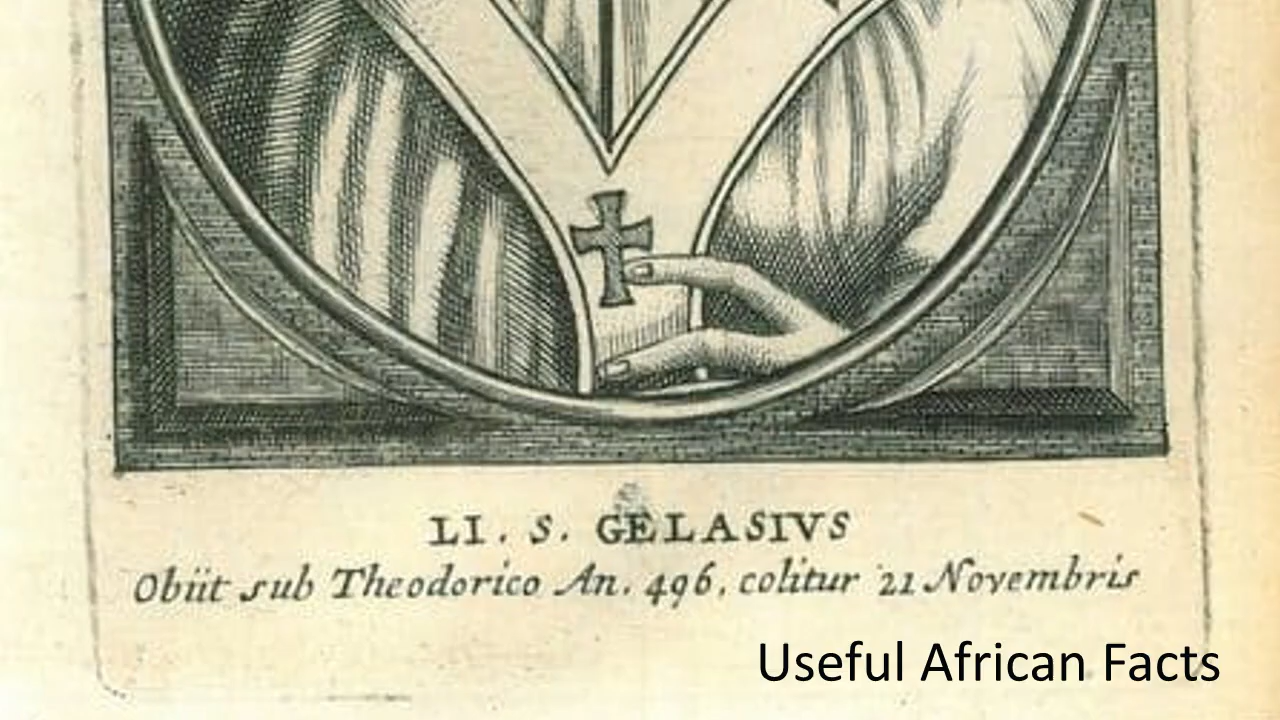 LI. S. GELASIVS
Obiit sub Theodorico An. 496, colitur 21 Novembris
Useful African Facts